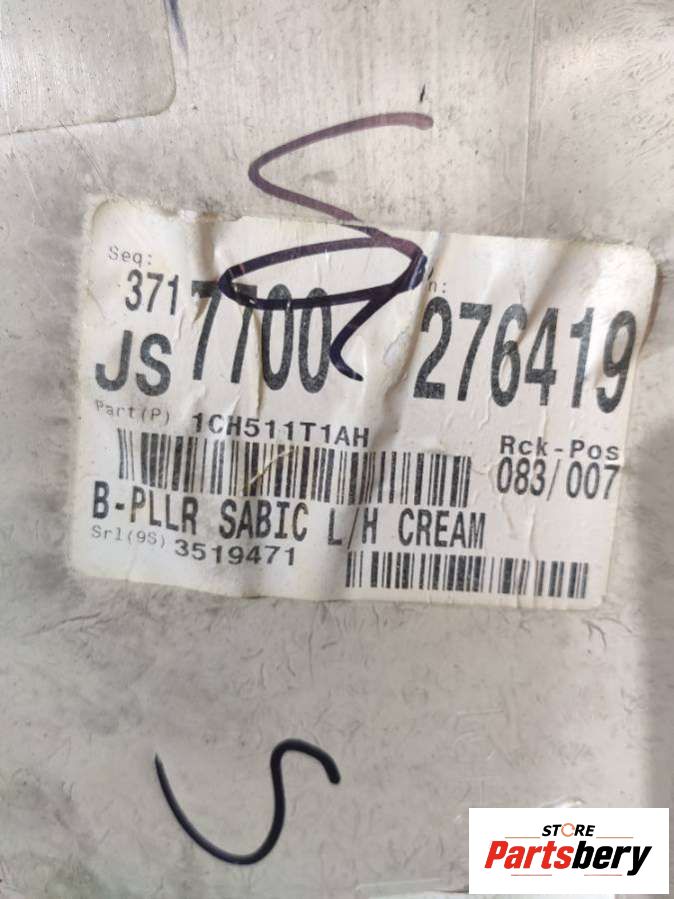 Seq:
371 7700 n: 276419
JS
Part(P) 1CH511T1AH
Rck-Pos
083/007
B-PLLR SABIC L/H CREAM
Srl(9S) 3519471
STORE
Partsbery